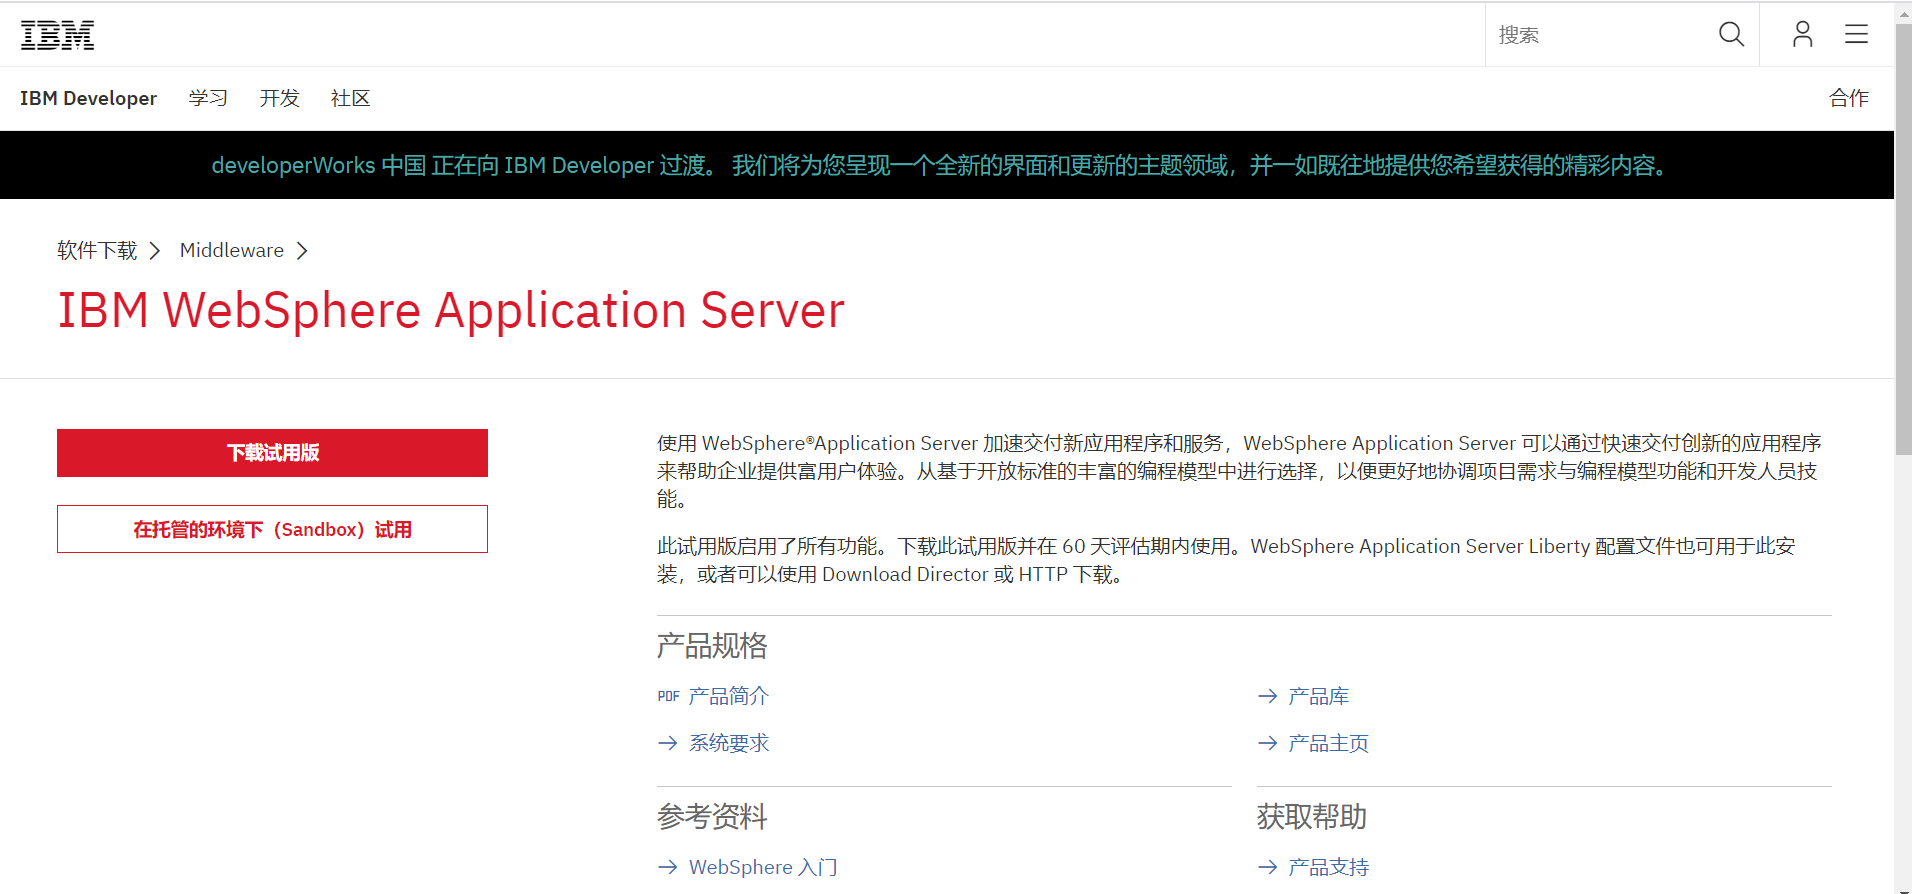 IBM
搜索
IBM Developer 学习 开发 社区 合作
developerWorks 中国 正在向 IBM Developer 过渡。 我们将为您呈现一个全新的界面和更新的主题领域，并一如既往地提供您希望获得的精彩内容。
软件下载 Middleware
IBM WebSphere Application Server
下载试用版
在托管的环境下（Sandbox）试用
使用 WebSphere®Application Server 加速交付新应用程序和服务，WebSphere Application Server 可以通过快速交付创新的应用程序
来帮助企业提供富用户体验。从基于开放标准的丰富的编程模型中进行选择，以便更好地协调项目需求与编程模型功能和开发人员技
能。
此试用版启用了所有功能。下载此试用版并在 60 天评估期内使用。WebSphere Application Server Liberty 配置文件也可用于此安
装，或者可以使用 Download Director 或 HTTP 下载。
产品规格
PDF 产品简介
产品库
系统要求
产品主页
参考资料
获取帮助
WebSphere 入门
产品支持